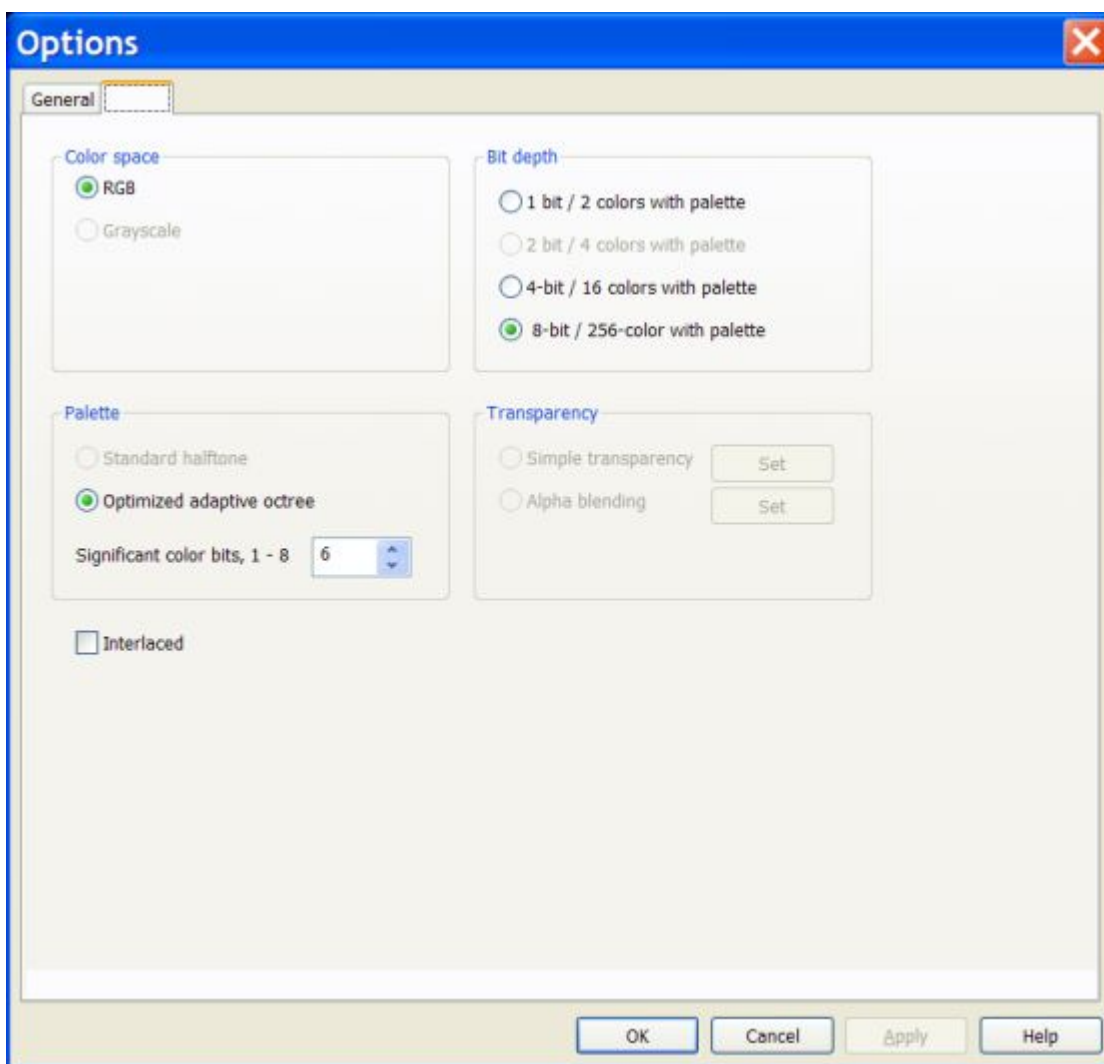 Options
General
Color space
RGB
Grayscale
Bit depth
1 bit / 2 colors with palette
2 bit / 4 colors with palette
4-bit / 16 colors with palette
8-bit / 256-color with palette
Palette
Standard halftone
Optimized adaptive octree
Significant color bits, 1 - 8 6
Transparency
Simple transparency Set
Alpha blending Set
Interlaced
OK Cancel Apply Help